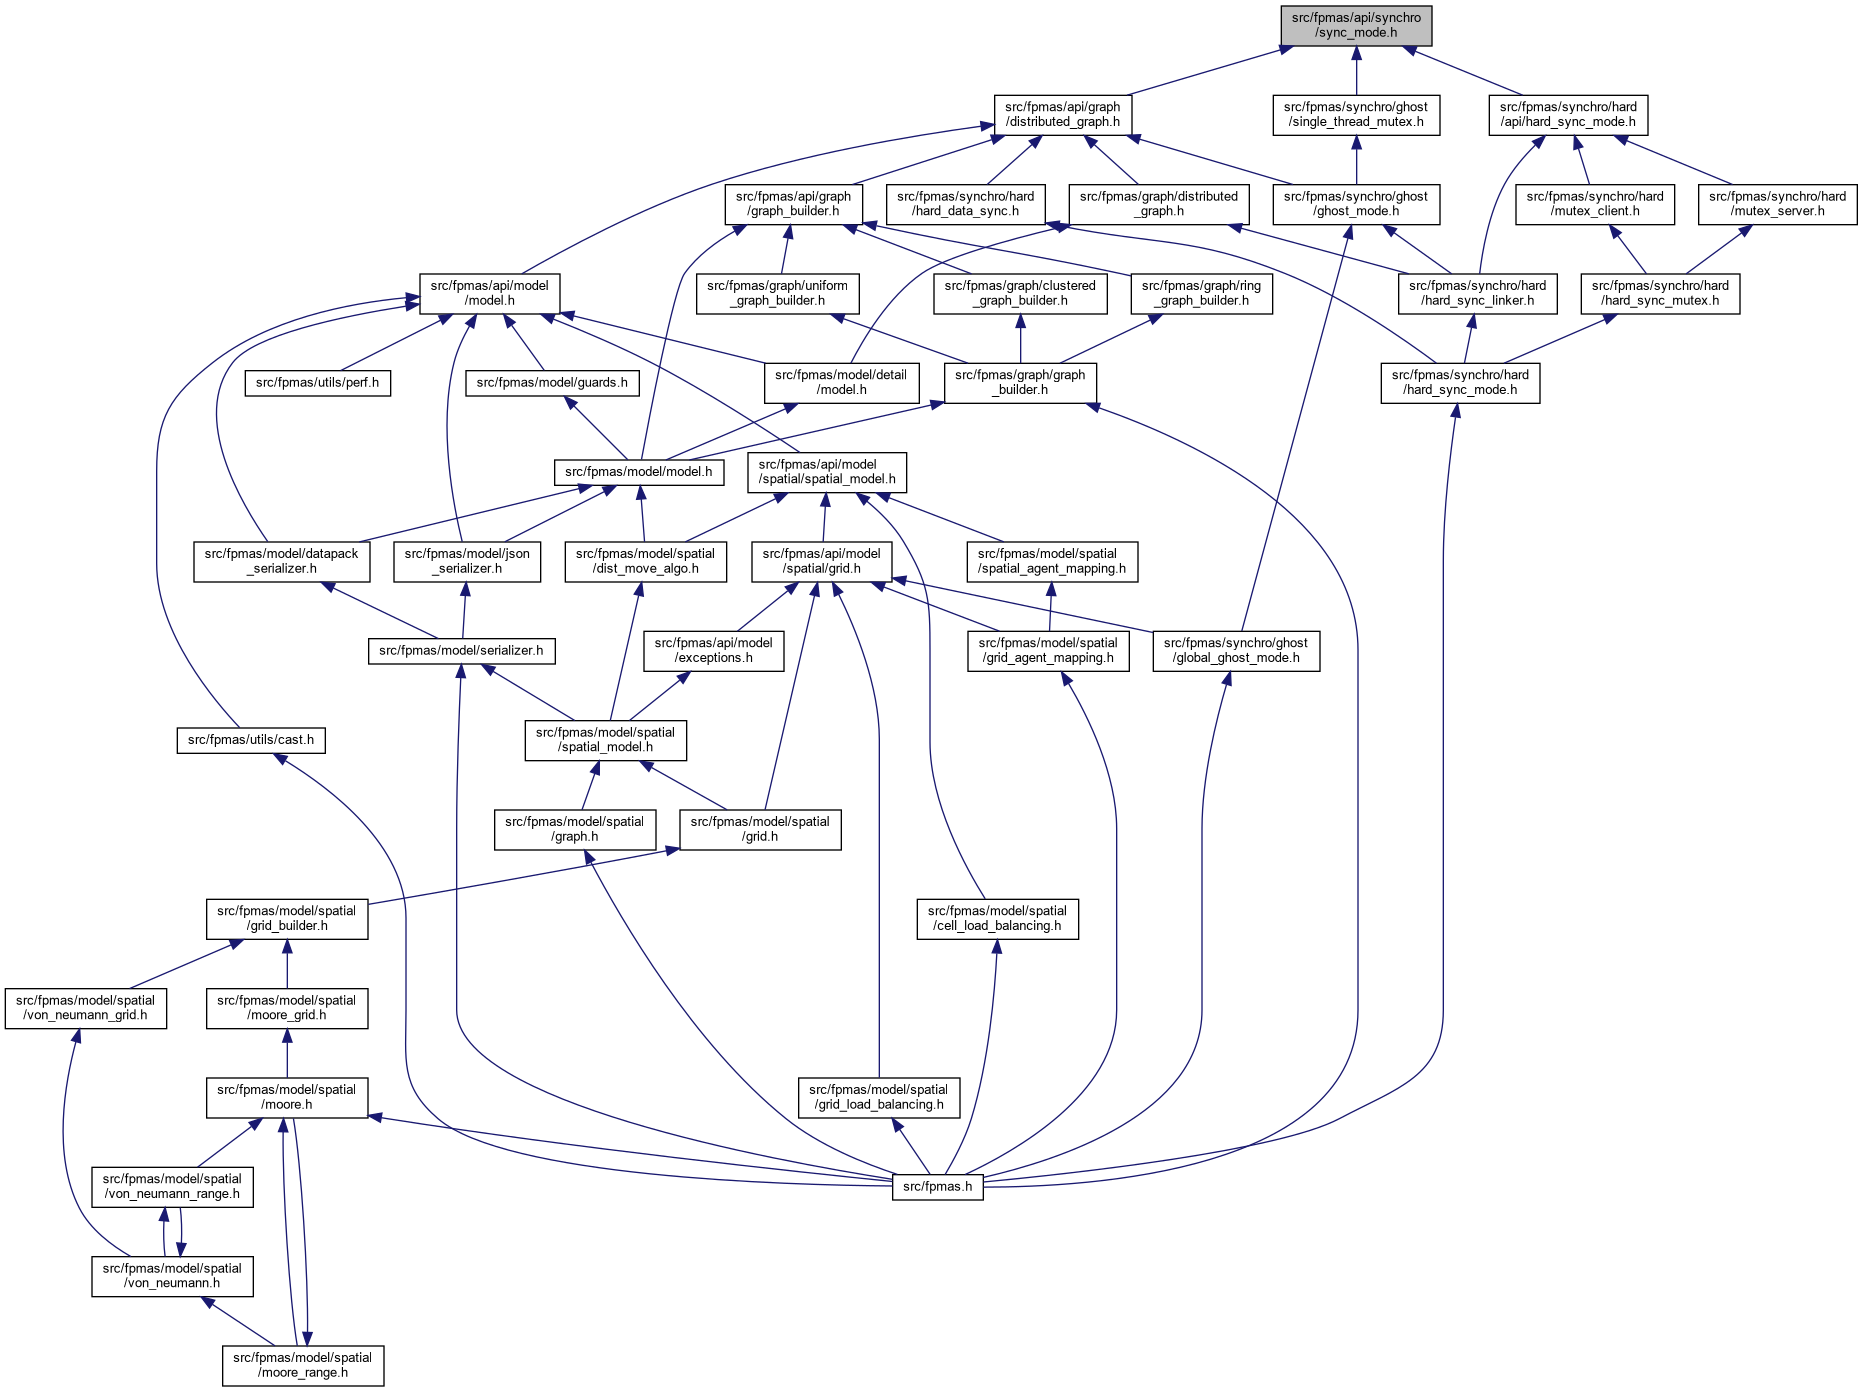 src/fpmas/api/synchro
/sync_mode.h
src/fpmas/api/graph
/distributed_graph.h
src/fpmas/synchro/ghost
/single_thread_mutex.h
src/fpmas/synchro/hard
/api/hard_sync_mode.h
src/fpmas/api/graph
/graph_builder.h
src/fpmas/synchro/hard
/hard_data_sync.h
src/fpmas/graph/distributed
_graph.h
src/fpmas/synchro/ghost
/ghost_mode.h
src/fpmas/synchro/hard
/mutex_client.h
src/fpmas/synchro/hard
/mutex_server.h
src/fpmas/api/model
/model.h
src/fpmas/graph/uniform
_graph_builder.h
src/fpmas/graph/clustered
_graph_builder.h
src/fpmas/graph/ring
_graph_builder.h
src/fpmas/synchro/hard
/hard_sync_linker.h
src/fpmas/synchro/hard
/hard_sync_mutex.h
src/fpmas/utils/perf.h
src/fpmas/model/guards.h
src/fpmas/model/detail
/model.h
src/fpmas/graph/graph
_builder.h
src/fpmas/synchro/hard
/hard_sync_mode.h
src/fpmas/model/model.h
src/fpmas/api/model
/spatial/spatial_model.h
src/fpmas/model/datapack
_serializer.h
src/fpmas/model/json
_serializer.h
src/fpmas/model/spatial
/dist_move_algo.h
src/fpmas/api/model
/spatial/grid.h
src/fpmas/model/spatial
/spatial_agent_mapping.h
src/fpmas/model/serializer.h
src/fpmas/api/model
/exceptions.h
src/fpmas/model/spatial
/grid_agent_mapping.h
src/fpmas/synchro/ghost
/global_ghost_mode.h
src/fpmas/utils/cast.h
src/fpmas/model/spatial
/spatial_model.h
src/fpmas/model/spatial
/graph.h
src/fpmas/model/spatial
/grid.h
src/fpmas/model/spatial
/grid_builder.h
src/fpmas/model/spatial
/cell_load_balancing.h
src/fpmas/model/spatial
/von_neumann_grid.h
src/fpmas/model/spatial
/moore_grid.h
src/fpmas/model/spatial
/moore.h
src/fpmas/model/spatial
/grid_load_balancing.h
src/fpmas/model/spatial
/von_neumann_range.h
src/fpmas.h
src/fpmas/model/spatial
/von_neumann.h
src/fpmas/model/spatial
/moore_range.h